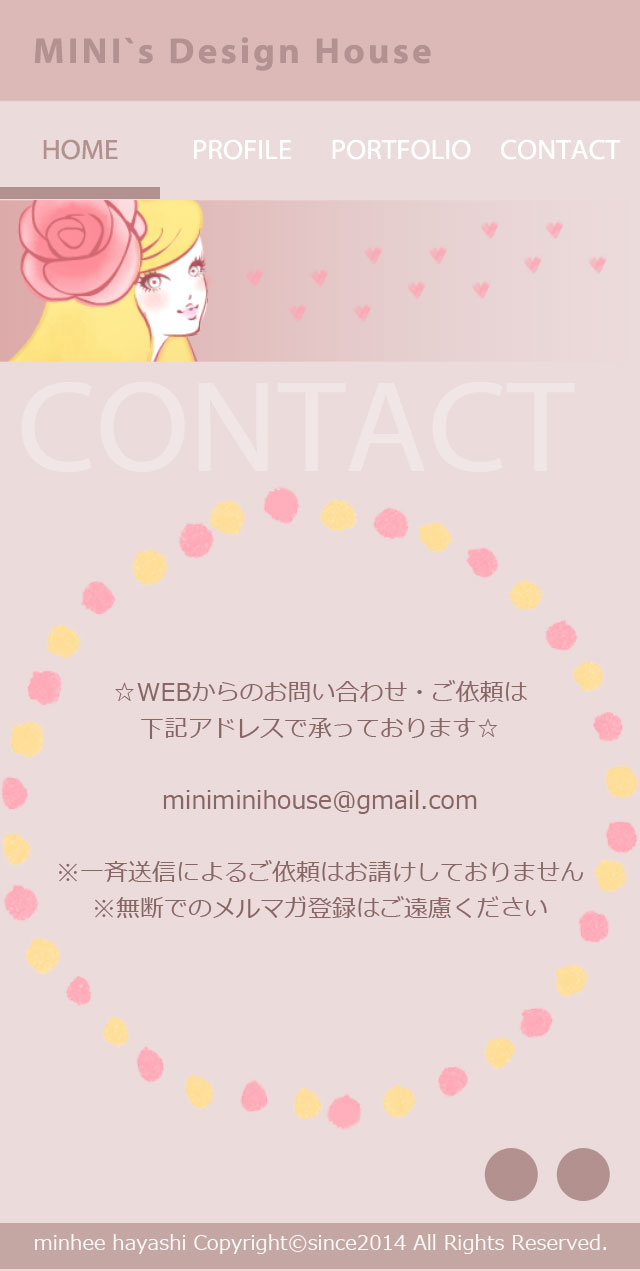 MINI`s Design House
HOME PROFILE PORTFOLIO CONTACT
CONTACT
☆WEBからのお問い合わせ・ご依頼は
下記アドレスで承っております☆
miniminihouse@gmail.com
※一斉送信によるご依頼はお請けしておりません
※無断でのメルマガ登録はご遠慮ください
minhee hayashi Copyright©since2014 All Rights Reserved.